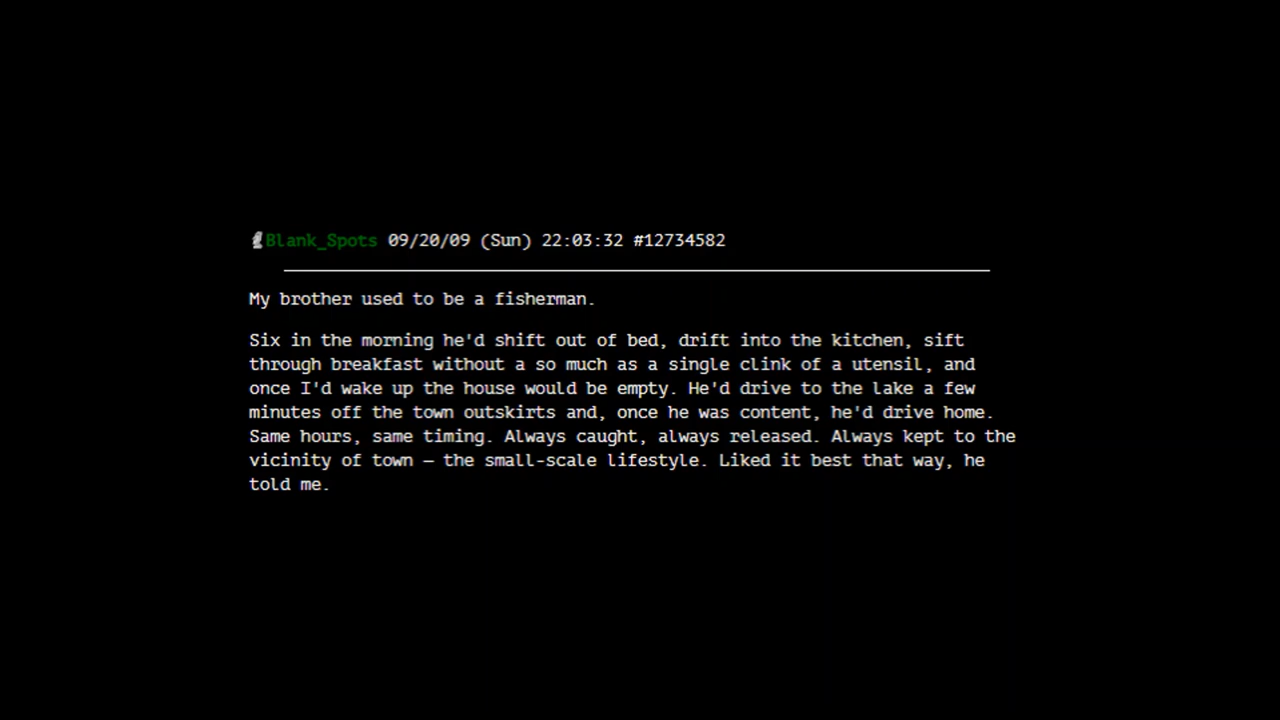 Blank_Spots 09/20/09 (Sun) 22:03:32 #12734582
My brother used to be a fisherman.
Six in the morning he'd shift out of bed, drift into the kitchen, sift
through breakfast without a so much as a single clink of a utensil, and
once I'd wake up the house would be empty. He'd drive to the lake a few
minutes off the town outskirts and, once he was content, he'd drive home.
Same hours, same timing. Always caught, always released. Always kept to the
vicinity of town — the small-scale lifestyle. Liked it best that way, he
told me.